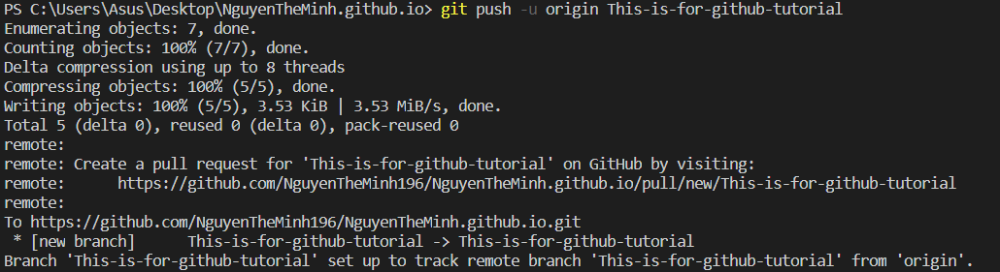 PS C:\Users\Asus\Desktop\NguyenTheMinh.github.io> git push -u origin This-is-for-github-tutorial
Enumerating objects: 7, done.
Counting objects: 100% (7/7), done.
Delta compression using up to 8 threads
Compressing objects: 100% (5/5), done.
Writing objects: 100% (5/5), 3.53 KiB | 3.53 MiB/s, done.
Total 5 (delta 0), reused 0 (delta 0), pack-reused 0
remote:
remote: Create a pull request for 'This-is-for-github-tutorial' on GitHub by visiting:
remote:      https://github.com/NguyenTheMinh196/NguyenTheMinh.github.io/pull/new/This-is-for-github-tutorial
remote:
To https://github.com/NguyenTheMinh196/NguyenTheMinh.github.io.git
 * [new branch]      This-is-for-github-tutorial -> This-is-for-github-tutorial
Branch 'This-is-for-github-tutorial' set up to track remote branch 'This-is-for-github-tutorial' from 'origin'.